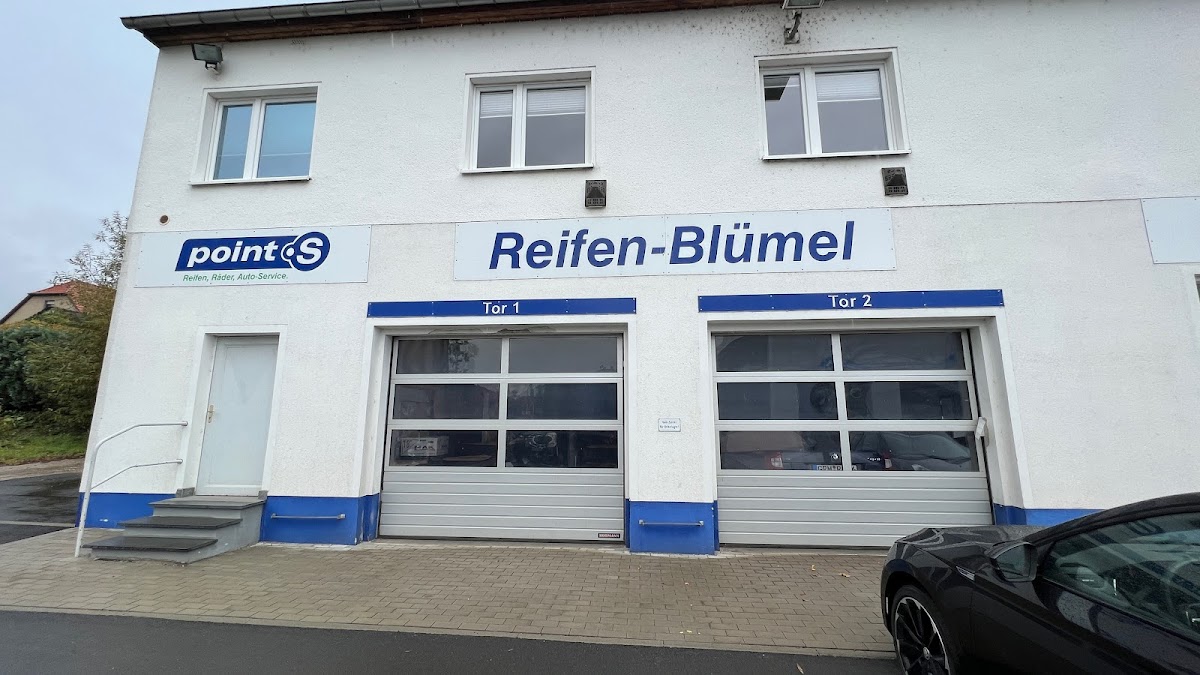 point S
Reifen, Räder, Auto-Service.
Reifen-Blümel
Tor 1
Tor 2